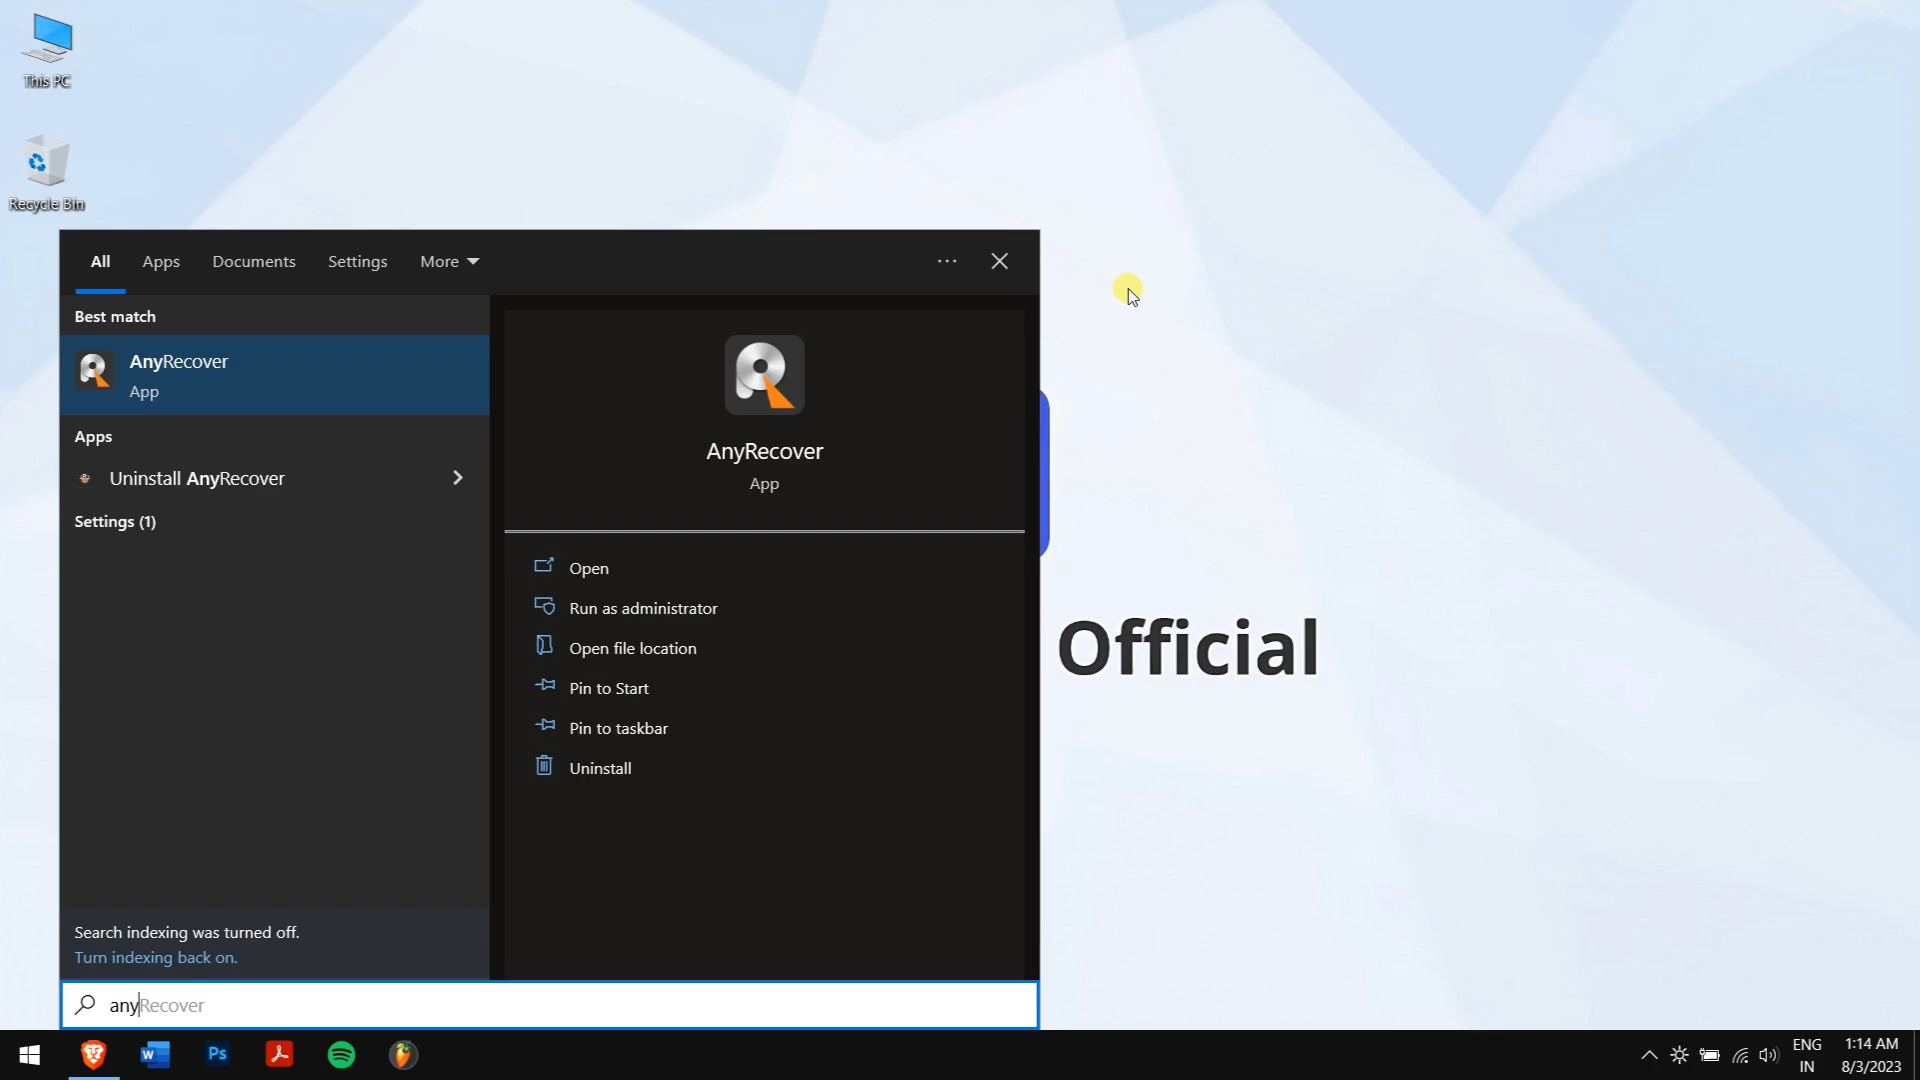 This PC
Recycle Bin
All Apps Documents Settings More
Best match
AnyRecover
App
Apps
Uninstall AnyRecover
Settings (1)
Search indexing was turned off.
Turn indexing back on.
anyRecover
AnyRecover
App
Open
Run as administrator
Open file location
Pin to Start
Pin to taskbar
Uninstall
Official
W
Ps
ENG
IN
1:14 AM
8/3/2023